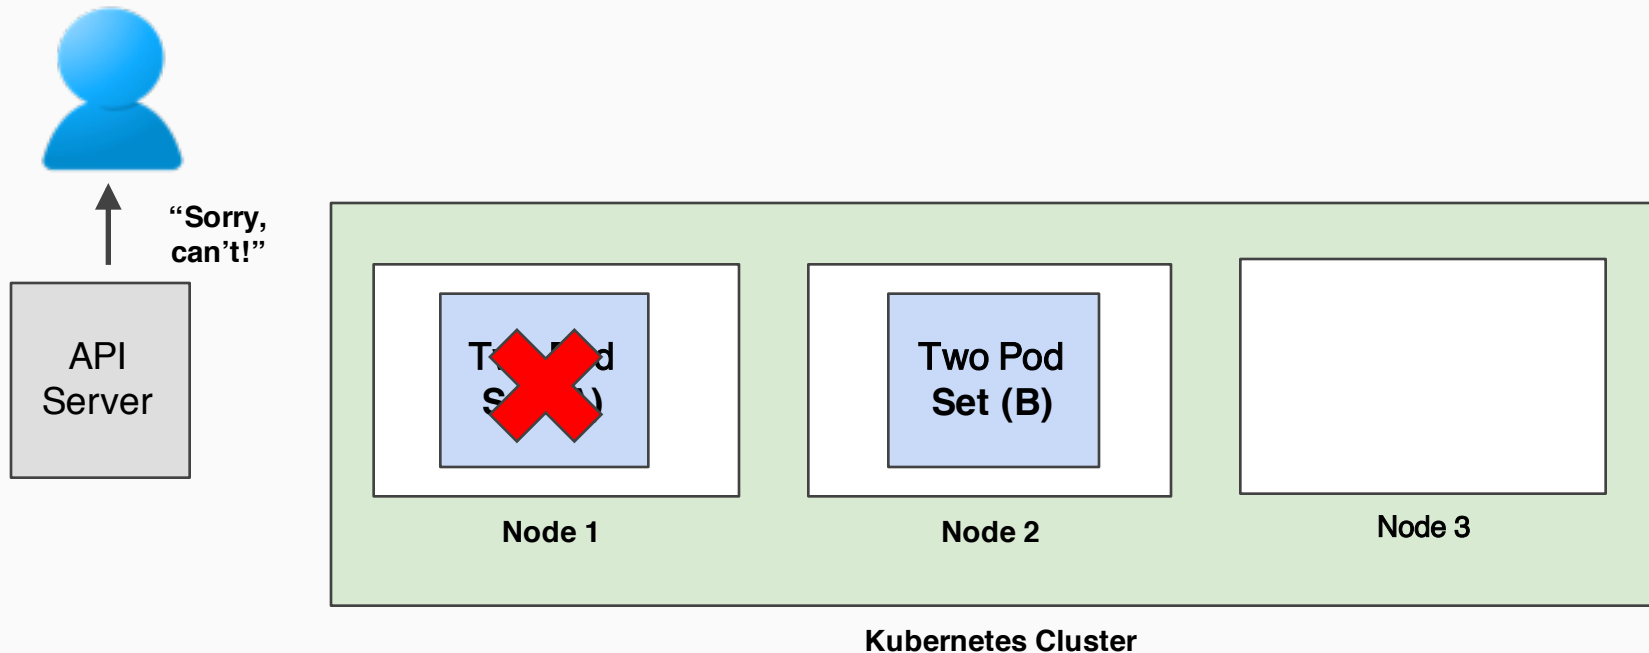 “Sorry,
can’t!”
API
Server
Two Pod
Set (B)
Node 1
Node 2
Node 3
Kubernetes Cluster